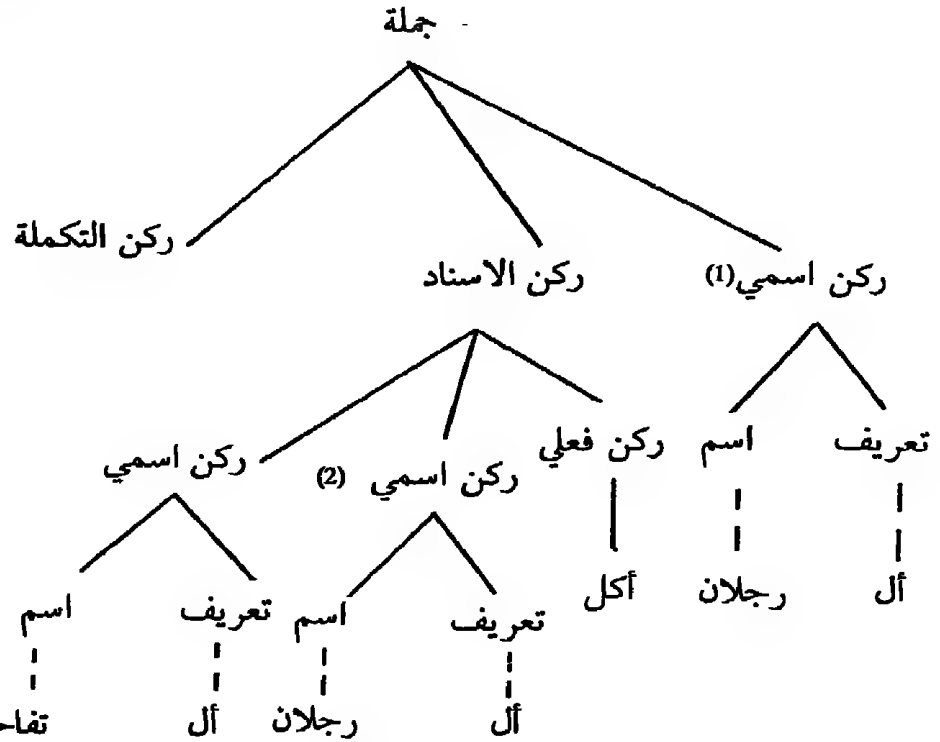 جملة
ركن اسمي (1) ركن الاسناد ركن التكملة
تعريف اسم ركن فعلي ركن اسمي (2) ركن اسمي
أل رجلان أكل تعريف اسم تعريف اسم
أل رجلان أل